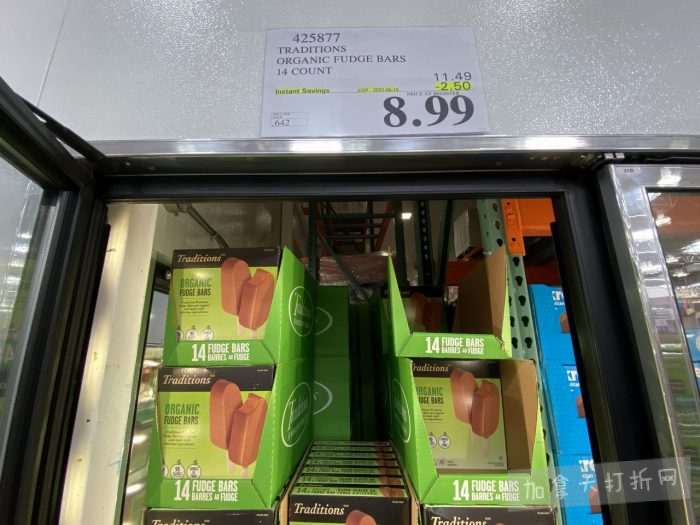 425877
TRADITIONS
ORGANIC FUDGE BARS
14 COUNT
11.49
Instant Savings
-2.50
8.99
.642
Traditions
ORGANIC
FUDGE BARS
14 FUDGE BARS
BARRES AU FUDGE
14 FUDGE BARS
BARRES AU FUDGE
Traditions
ORGANIC
FUDGE BARS
14 FUDGE BARS
BARRES AU FUDGE
Traditions
ORGANIC
FUDGE BARS
14 FUDGE BARS
BARRES AU FUDGE
Traditions
Traditions
Traditions
加拿大打折网